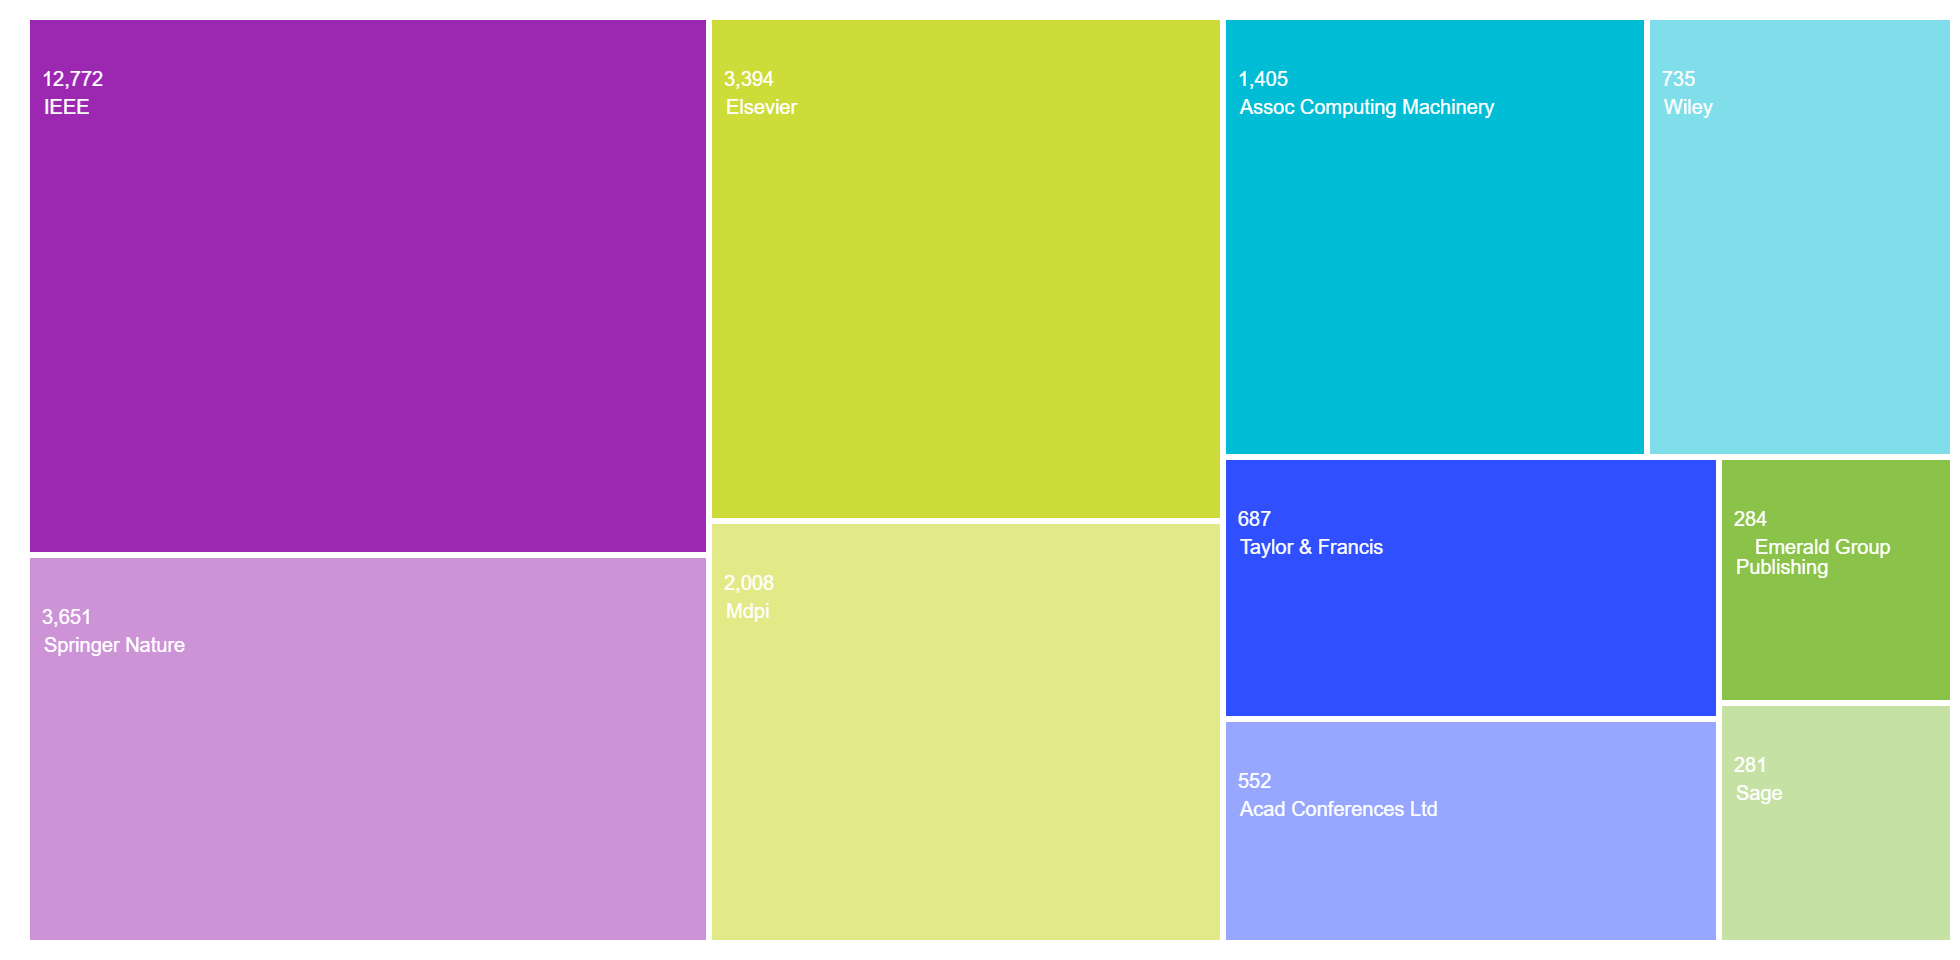 12,772
IEEE
3,651
Springer Nature
3,394
Elsevier
2,008
Mdpi
1,405
Assoc Computing Machinery
735
Wiley
687
Taylor & Francis
552
Acad Conferences Ltd
284
Emerald Group
Publishing
281
Sage